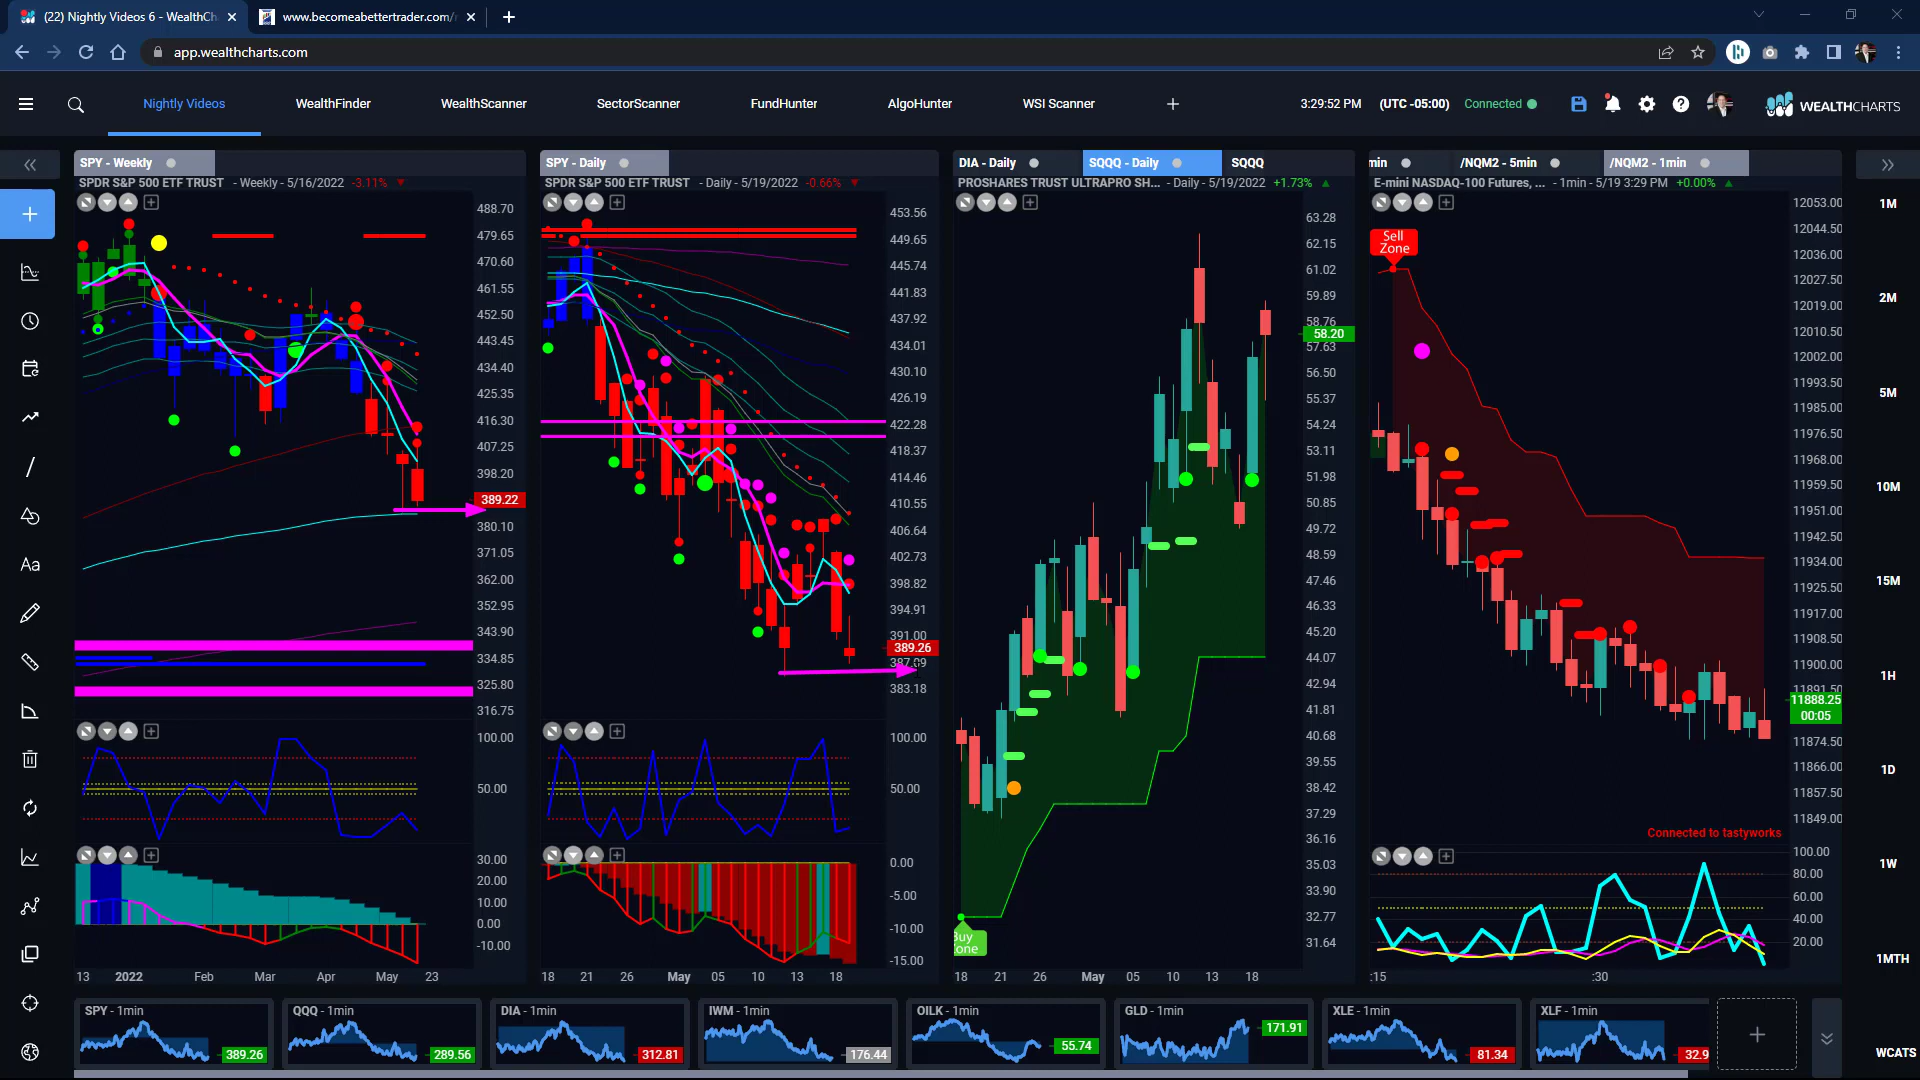 (22) Nightly Videos 6 - WealthCh
www.becomeabettertrader.com/
app.wealthcharts.com
Nightly Videos
WealthFinder
WealthScanner
SectorScanner
FundHunter
AlgoHunter
WSI Scanner
3:29:52 PM
(UTC -05:00)
Connected
WEALTHCHARTS
SPY - Weekly
SPDR S&P 500 ETF TRUST - Weekly - 5/16/2022 -3.11%
488.70
479.65
470.60
461.55
452.50
443.45
434.40
425.35
416.30
407.25
398.20
389.22
380.10
371.05
362.00
352.95
343.90
334.85
325.80
316.75
100.00
50.00
30.00
20.00
10.00
0.00
-10.00
13 2022 Feb Mar Apr May 23
SPY - Daily
SPDR S&P 500 ETF TRUST - Daily - 5/19/2022 -0.66%
453.56
449.65
445.74
441.83
437.92
434.01
430.10
426.19
422.28
418.37
414.46
410.55
406.64
402.73
398.82
394.91
391.00
389.26
387.09
383.18
100.00
50.00
0.00
-5.00
-10.00
-15.00
18 21 26 May 05 10 13 18
DIA - Daily
SQQQ - Daily
SQQQ
PROSHARES TRUST ULTRAPRO SH... - Daily - 5/19/2022 +1.73%
63.28
62.15
61.02
59.89
58.76
58.20
57.63
56.50
55.37
54.24
53.11
51.98
50.85
49.72
48.59
47.46
46.33
45.20
44.07
42.94
41.81
40.68
39.55
38.42
37.29
36.16
35.03
33.90
32.77
31.64
Buy
Zone
18 21 26 May 05 10 13 18
min
/NQM2 - 5min
/NQM2 - 1min
E-mini NASDAQ-100 Futures, ... - 1min - 5/19 3:29 PM +0.00%
Sell
Zone
12053.00
12044.50
12036.00
12027.50
12019.00
12010.50
12002.00
11993.50
11985.00
11976.50
11968.00
11959.50
11951.00
11942.50
11934.00
11925.50
11917.00
11908.50
11900.00
11891.50
11888.25
00:05
11874.50
11866.00
11857.50
11849.00
Connected to tastyworks
100.00
80.00
60.00
40.00
20.00
:15 :30
1M
2M
5M
10M
15M
1H
1D
1W
1MTH
WCATS
Aa
SPY - 1min
389.26
QQQ - 1min
289.56
DIA - 1min
312.81
IWM - 1min
176.44
OILK - 1min
55.74
GLD - 1min
171.91
XLE - 1min
81.34
XLF - 1min
32.9